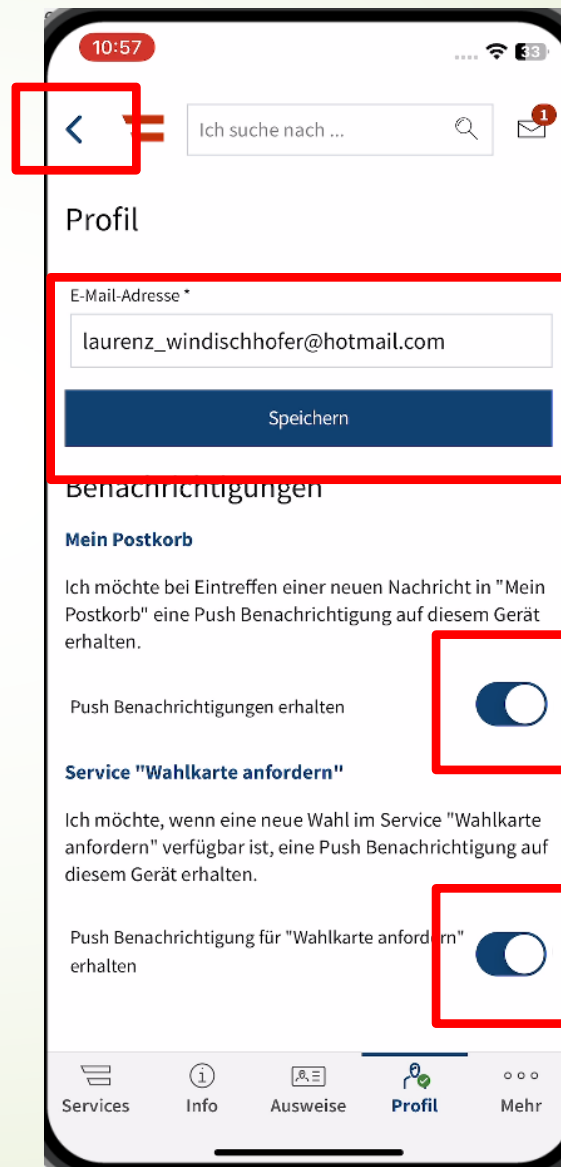 10:57
33
Ich suche nach ...
1
Profil
E-Mail-Adresse *
laurenz_windischhofer@hotmail.com
Speichern
Benachrichtigungen
Mein Postkorb
Ich möchte bei Eintreffen einer neuen Nachricht in "Mein
Postkorb" eine Push Benachrichtigung auf diesem Gerät
erhalten.
Push Benachrichtigungen erhalten
Service "Wahlkarte anfordern"
Ich möchte, wenn eine neue Wahl im Service "Wahlkarte
anfordern" verfügbar ist, eine Push Benachrichtigung auf
diesem Gerät erhalten.
Push Benachrichtigung für "Wahlkarte anfordern"
erhalten
Services Info Ausweise Profil Mehr